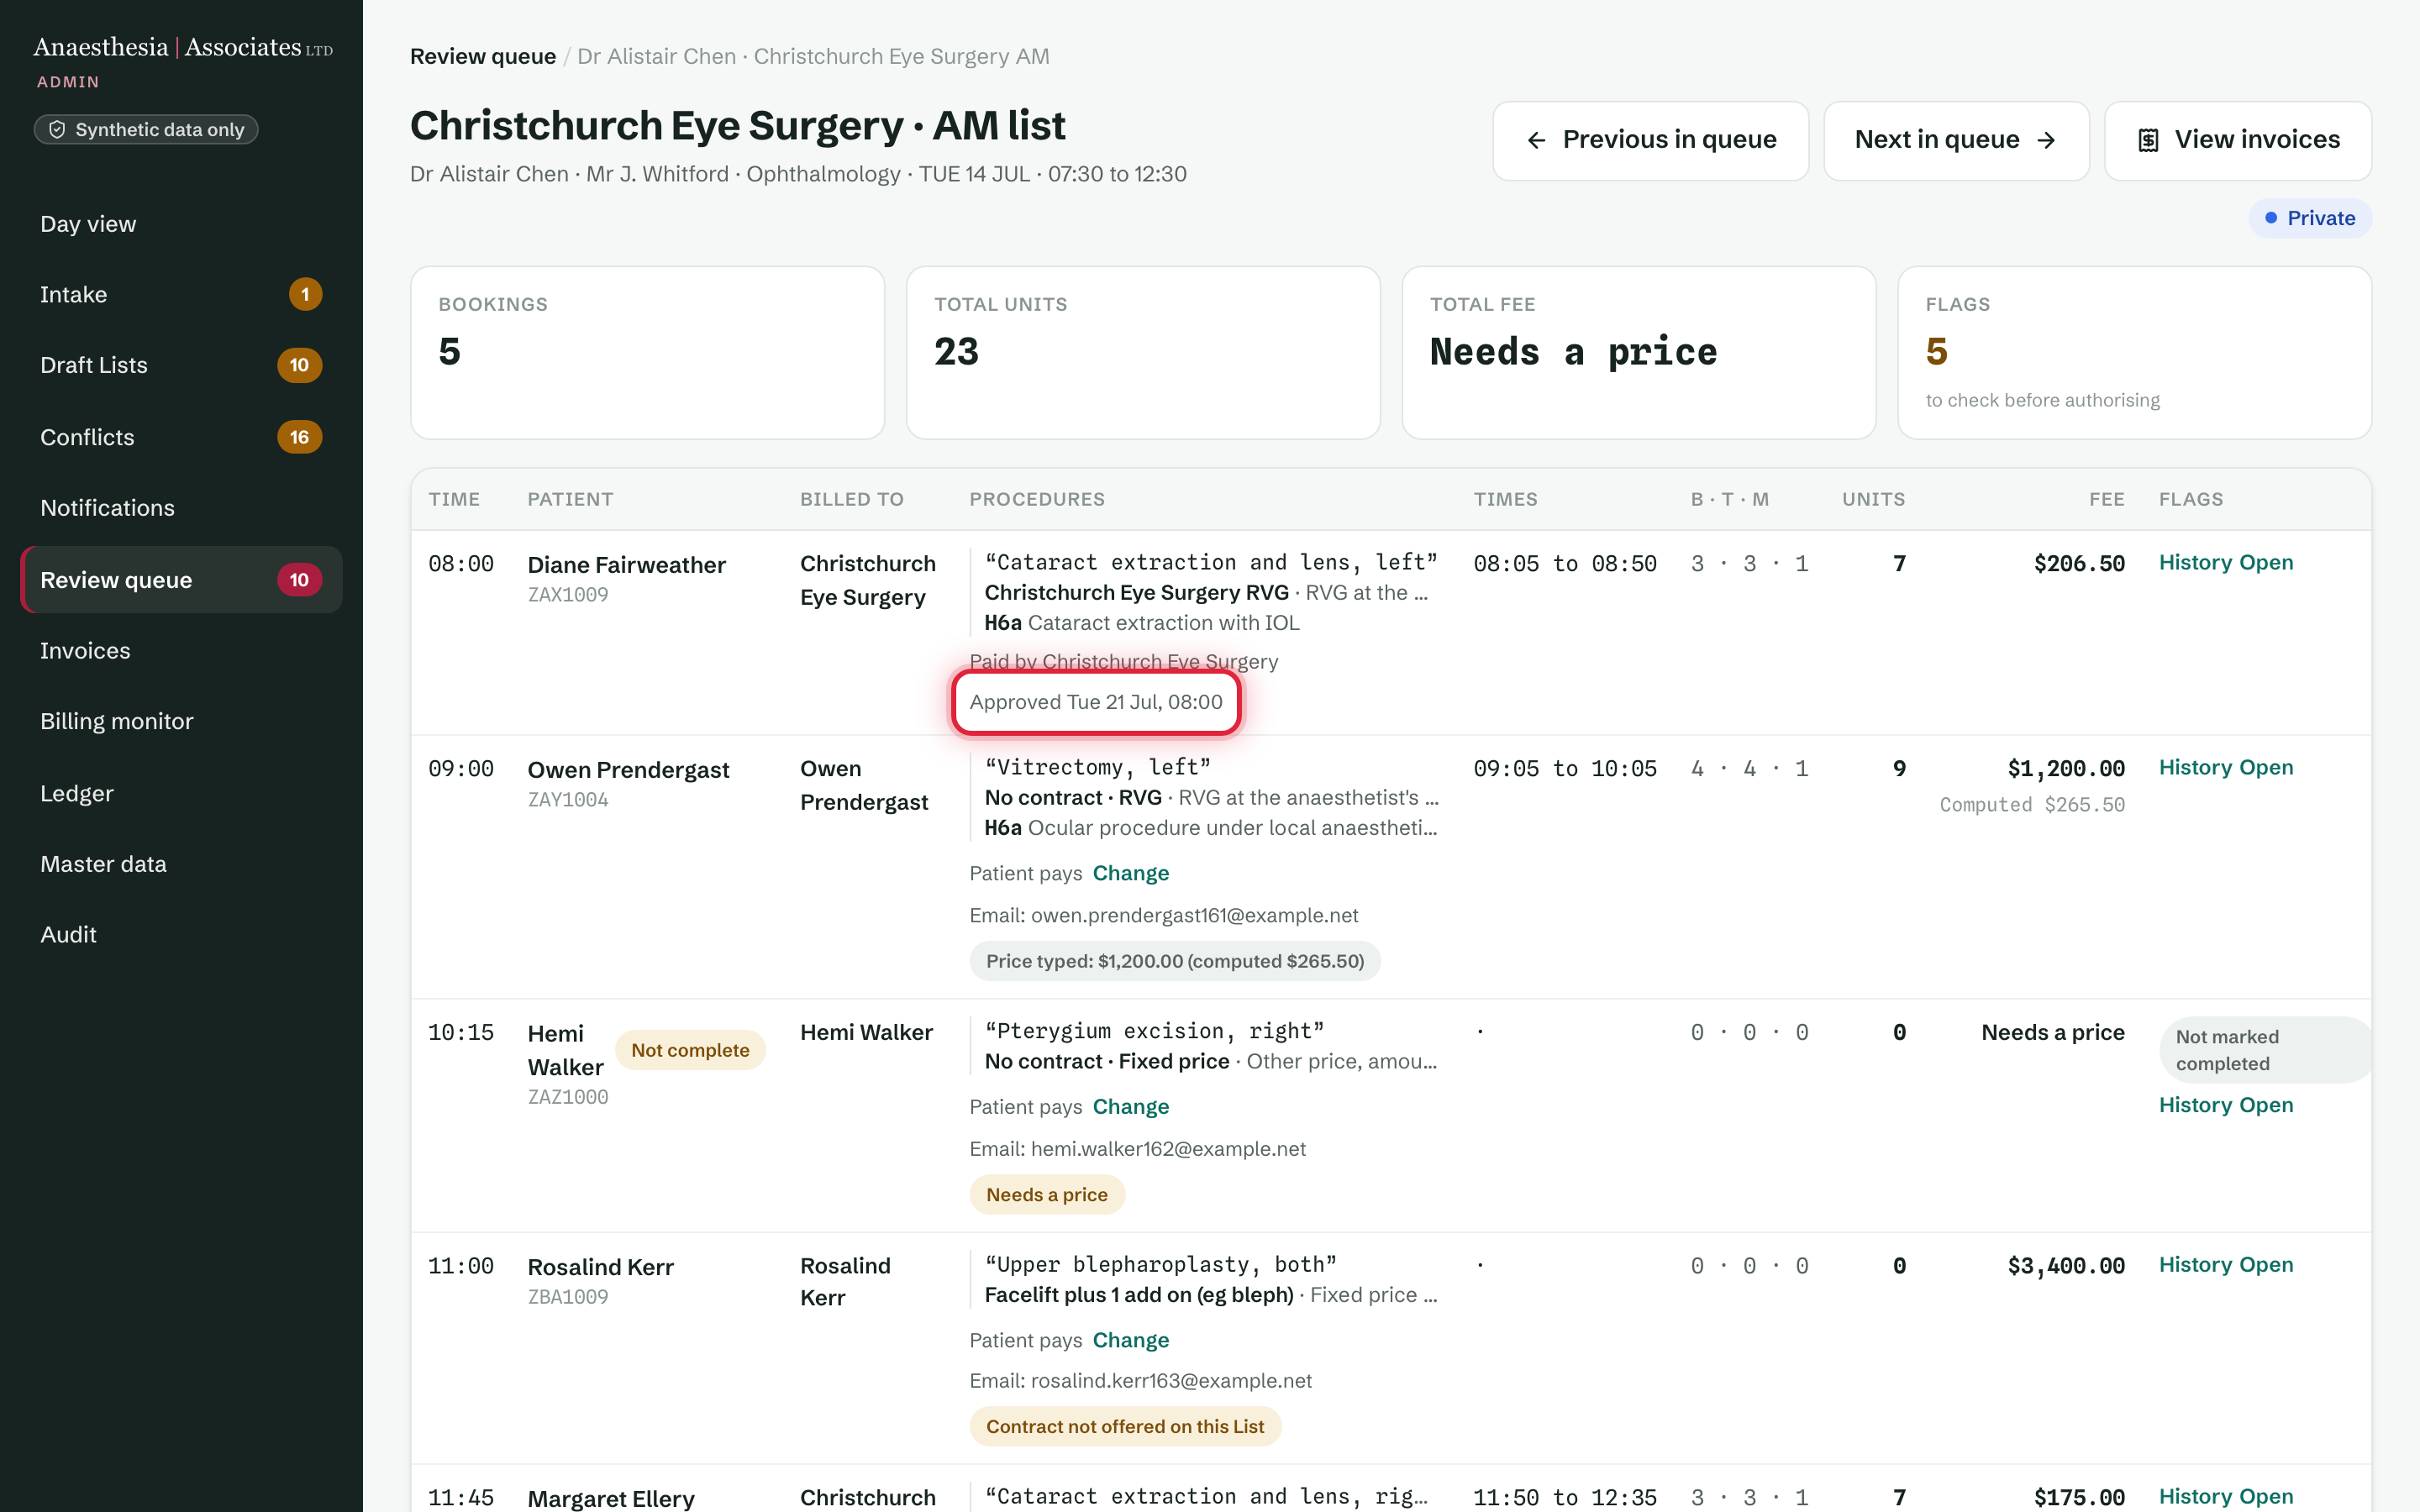 Anaesthesia | Associates LTD
ADMIN
Synthetic data only
Day view
Intake 1
Draft Lists 10
Conflicts 16
Notifications
Review queue 10
Invoices
Billing monitor
Ledger
Master data
Audit
Review queue / Dr Alistair Chen · Christchurch Eye Surgery AM
Christchurch Eye Surgery · AM list
Dr Alistair Chen · Mr J. Whitford · Ophthalmology · TUE 14 JUL · 07:30 to 12:30
← Previous in queue
Next in queue →
View invoices
Private
BOOKINGS
5
TOTAL UNITS
23
TOTAL FEE
Needs a price
FLAGS
5
to check before authorising
TIME PATIENT BILLED TO PROCEDURES TIMES B · T · M UNITS FEE FLAGS
08:00 Diane Fairweather
ZAX1009
Christchurch
Eye Surgery
“Cataract extraction and lens, left”
Christchurch Eye Surgery RVG · RVG at the ...
H6a Cataract extraction with IOL
Paid by Christchurch Eye Surgery
Approved Tue 21 Jul, 08:00
08:05 to 08:50 3 · 3 · 1 7 $206.50 History Open
09:00 Owen Prendergast
ZAY1004
Owen
Prendergast
“Vitrectomy, left”
No contract · RVG · RVG at the anaesthetist's ...
H6a Ocular procedure under local anaestheti...
Patient pays Change
Email: owen.prendergast161@example.net
Price typed: $1,200.00 (computed $265.50)
09:05 to 10:05 4 · 4 · 1 9 $1,200.00 History Open
Computed $265.50
10:15 Hemi
Walker
Not complete
ZAZ1000
Hemi Walker
“Pterygium excision, right”
No contract · Fixed price · Other price, amou...
Patient pays Change
Email: hemi.walker162@example.net
Needs a price
· 0 · 0 · 0 0 Needs a price
Not marked
completed
History Open
11:00 Rosalind Kerr
ZBA1009
Rosalind
Kerr
“Upper blepharoplasty, both”
Facelift plus 1 add on (eg bleph) · Fixed price ...
Patient pays Change
Email: rosalind.kerr163@example.net
Contract not offered on this List
· 0 · 0 · 0 0 $3,400.00 History Open
11:45 Margaret Ellery Christchurch “Cataract extraction and lens, rig... 11:50 to 12:35 3 · 3 · 1 7 $175.00 History Open